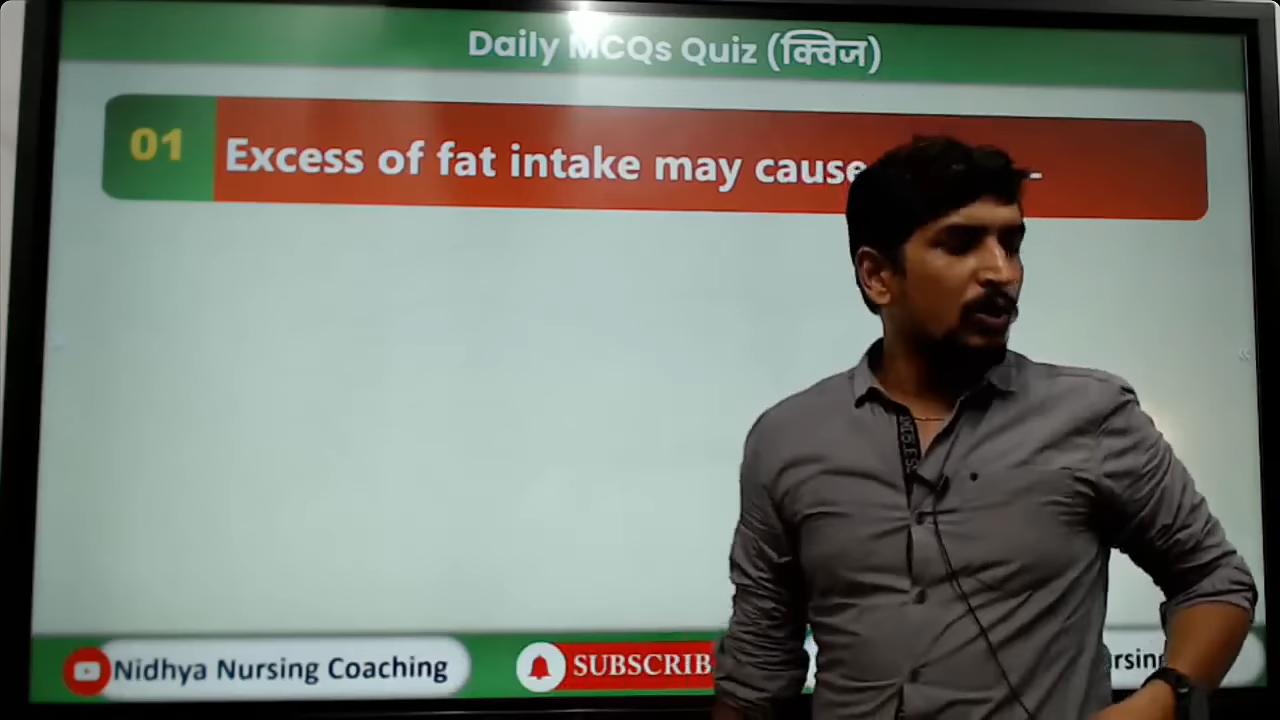 Daily MCQs Quiz (क्विज)
01
Excess of fat intake may cause -
Nidhya Nursing Coaching
SUBSCRIB